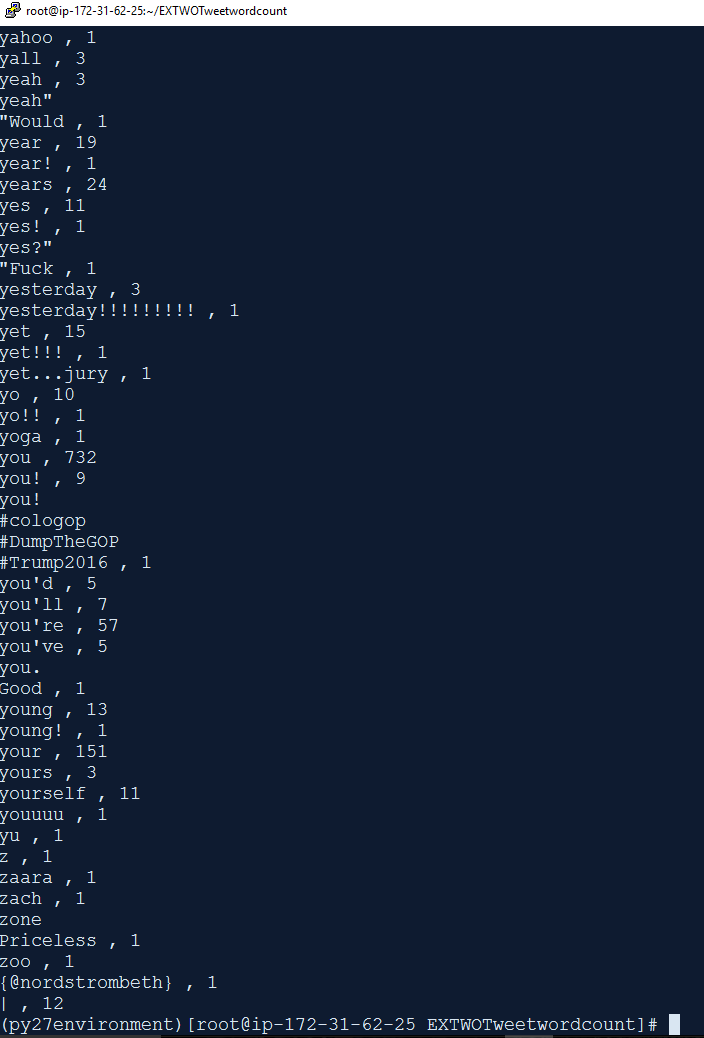 root@ip-172-31-62-25:~/EXTWOTweetwordcount
yahoo , 1
yall , 3
yeah , 3
yeah"
"Would , 1
year , 19
year! , 1
years , 24
yes , 11
yes! , 1
yes?"
"Fuck , 1
yesterday , 3
yesterday!!!!!!!!! , 1
yet , 15
yet!!! , 1
yet...jury , 1
yo , 10
yo!! , 1
yoga , 1
you , 732
you! , 9
you!
#cologop
#DumpTheGOP
#Trump2016 , 1
you'd , 5
you'll , 7
you're , 57
you've , 5
you.
Good , 1
young , 13
young! , 1
your , 151
yours , 3
yourself , 11
youuuu , 1
yu , 1
z , 1
zaara , 1
zach , 1
zone
Priceless , 1
zoo , 1
{@nordstrombeth} , 1
| , 12
(py27environment)[root@ip-172-31-62-25 EXTWOTweetwordcount]#